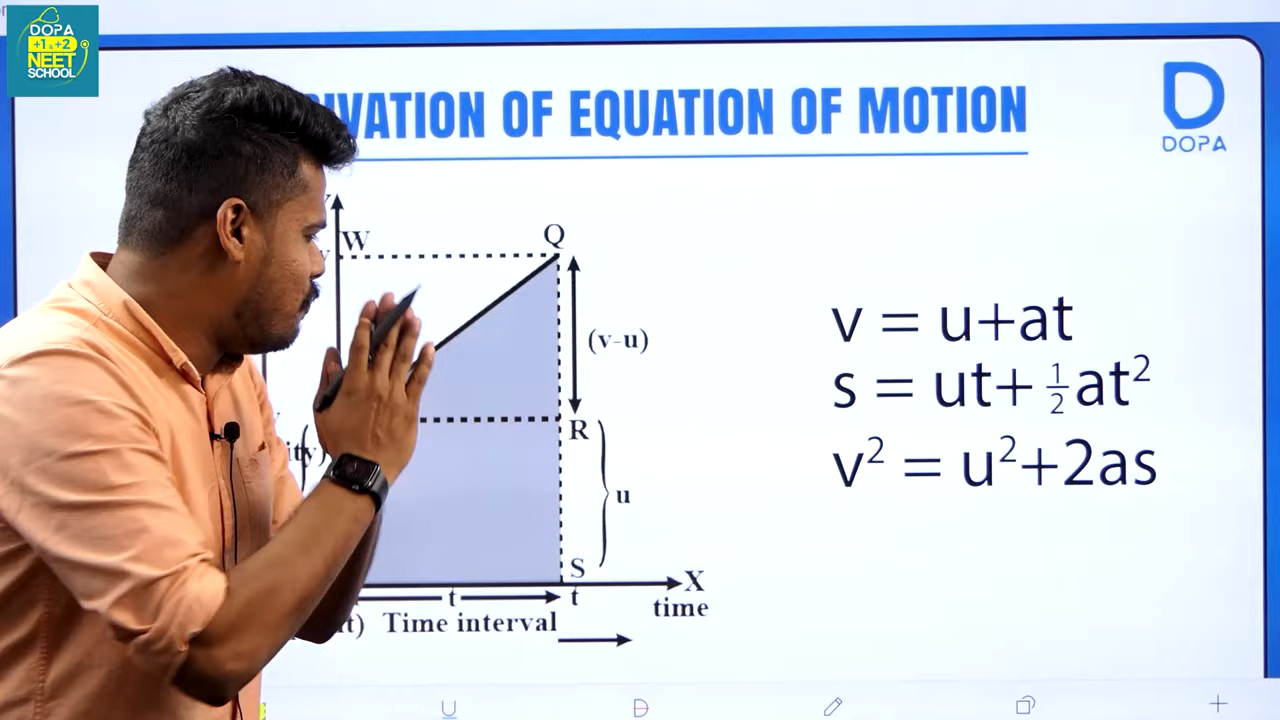 DOPA
+1 & +2
NEET
SCHOOL
VATION OF EQUATION OF MOTION
DOPA
W
Q
v
(v-u)
R
u
S
X
t
t
time
Time interval
v = u+at
s = ut+ ½at²
v² = u²+2as